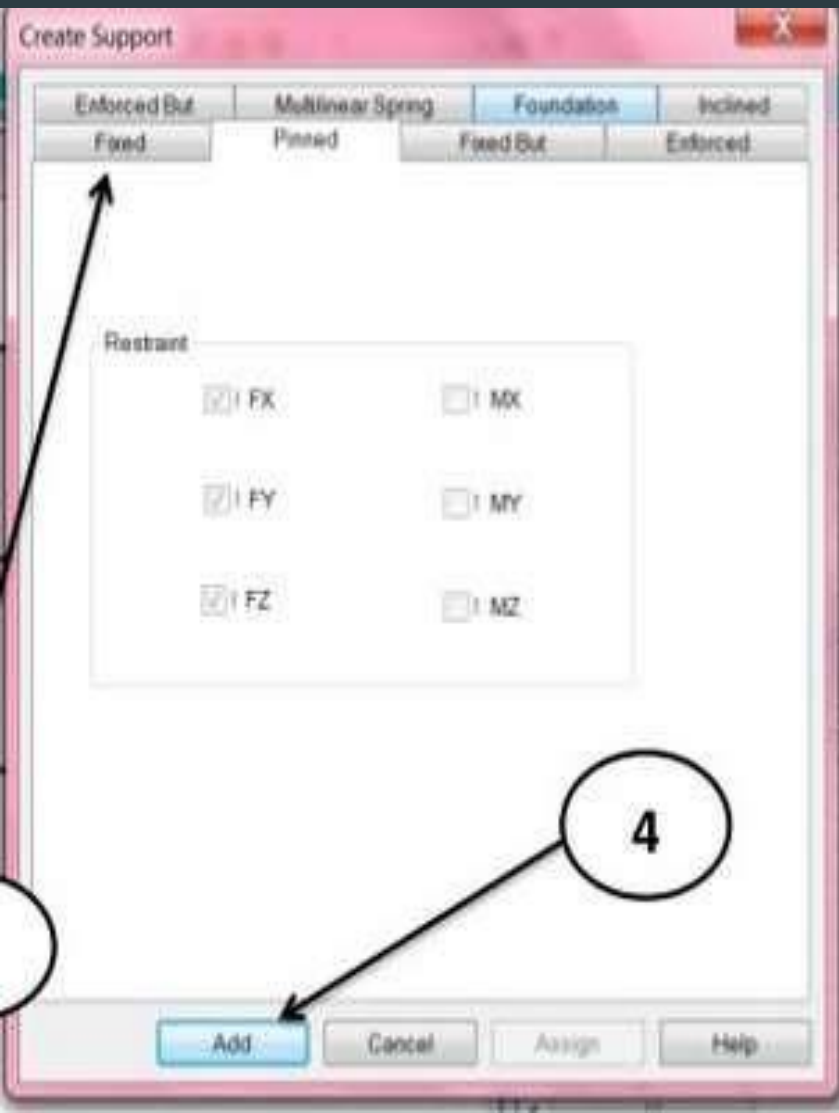 Create Support
X
Enforced But Multilinear Spring Foundation Inclined
Fixed Pinned Fixed But Enforced
Restraint
! FX ! MX
! FY ! MY
! FZ ! MZ
4
Add Cancel Assign Help